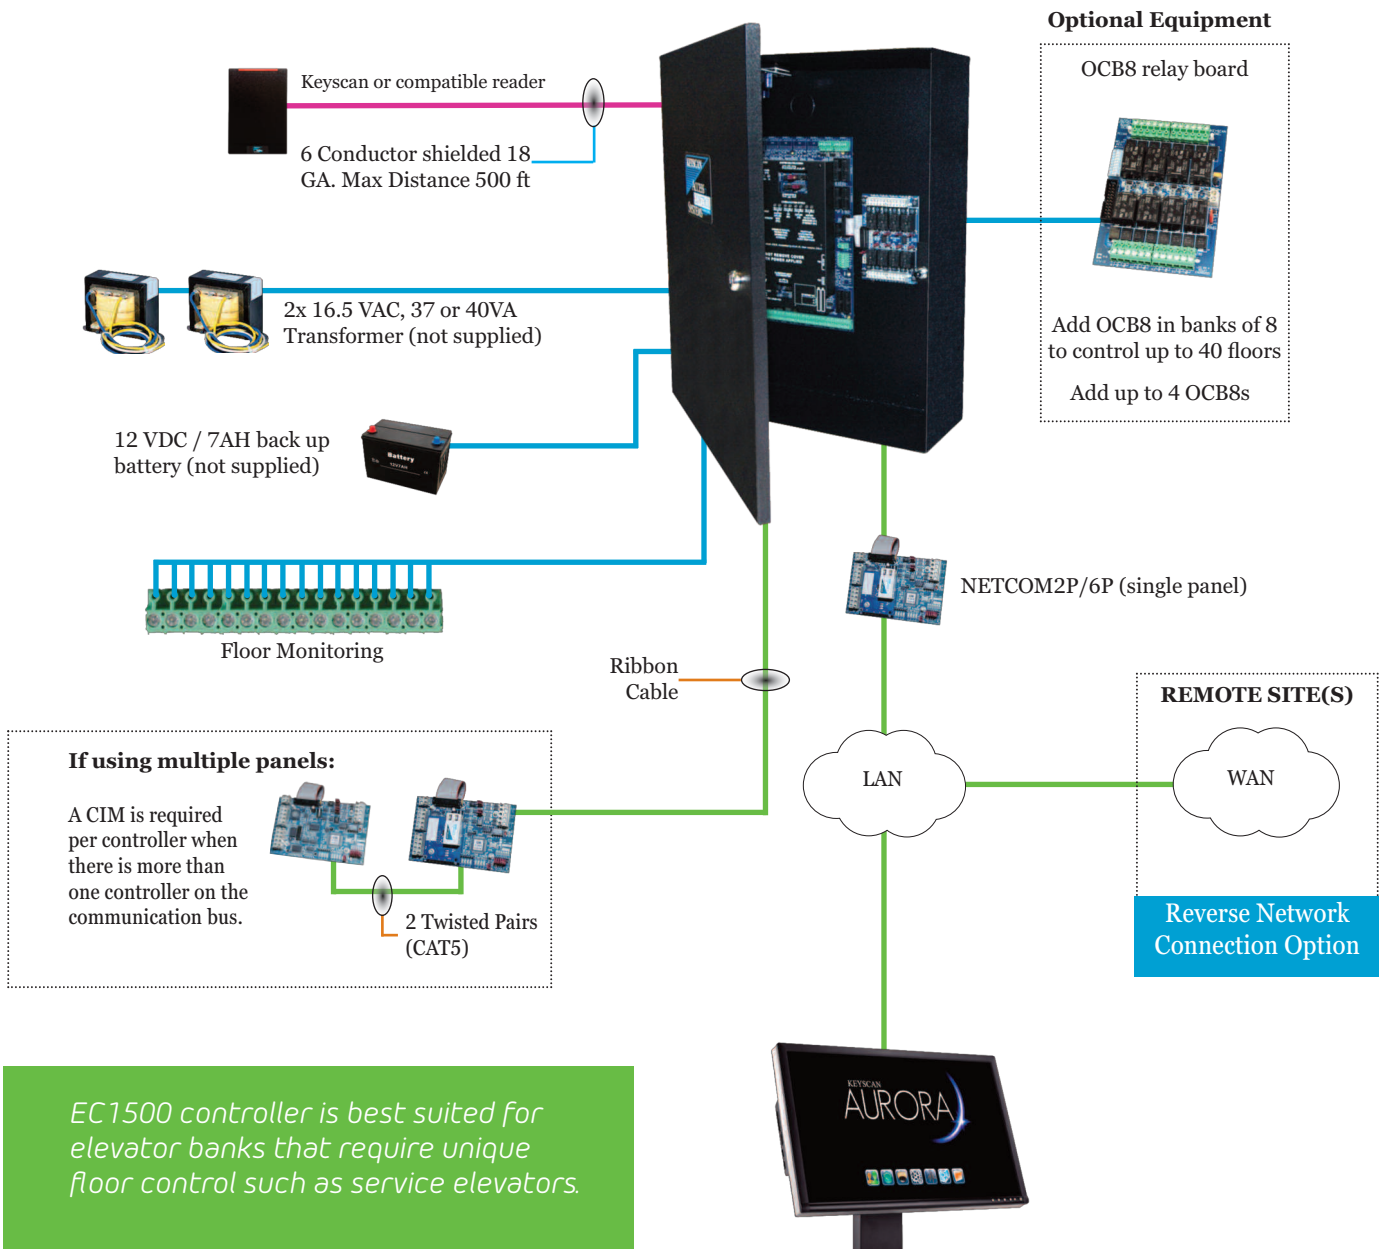 Optional Equipment
OCB8 relay board
Keyscan or compatible reader
6 Conductor shielded 18
GA. Max Distance 500 ft
2x 16.5 VAC, 37 or 40VA
Transformer (not supplied)
Add OCB8 in banks of 8
to control up to 40 floors
Add up to 4 OCB8s
12 VDC / 7AH back up
battery (not supplied)
Battery
12V7AH
NETCOM2P/6P (single panel)
Floor Monitoring
Ribbon
Cable
REMOTE SITE(S)
LAN
WAN
Reverse Network
Connection Option
If using multiple panels:
A CIM is required
per controller when
there is more than
one controller on the
communication bus.
2 Twisted Pairs
(CAT5)
KEYSCAN
AURORA
EC1500 controller is best suited for
elevator banks that require unique
floor control such as service elevators.